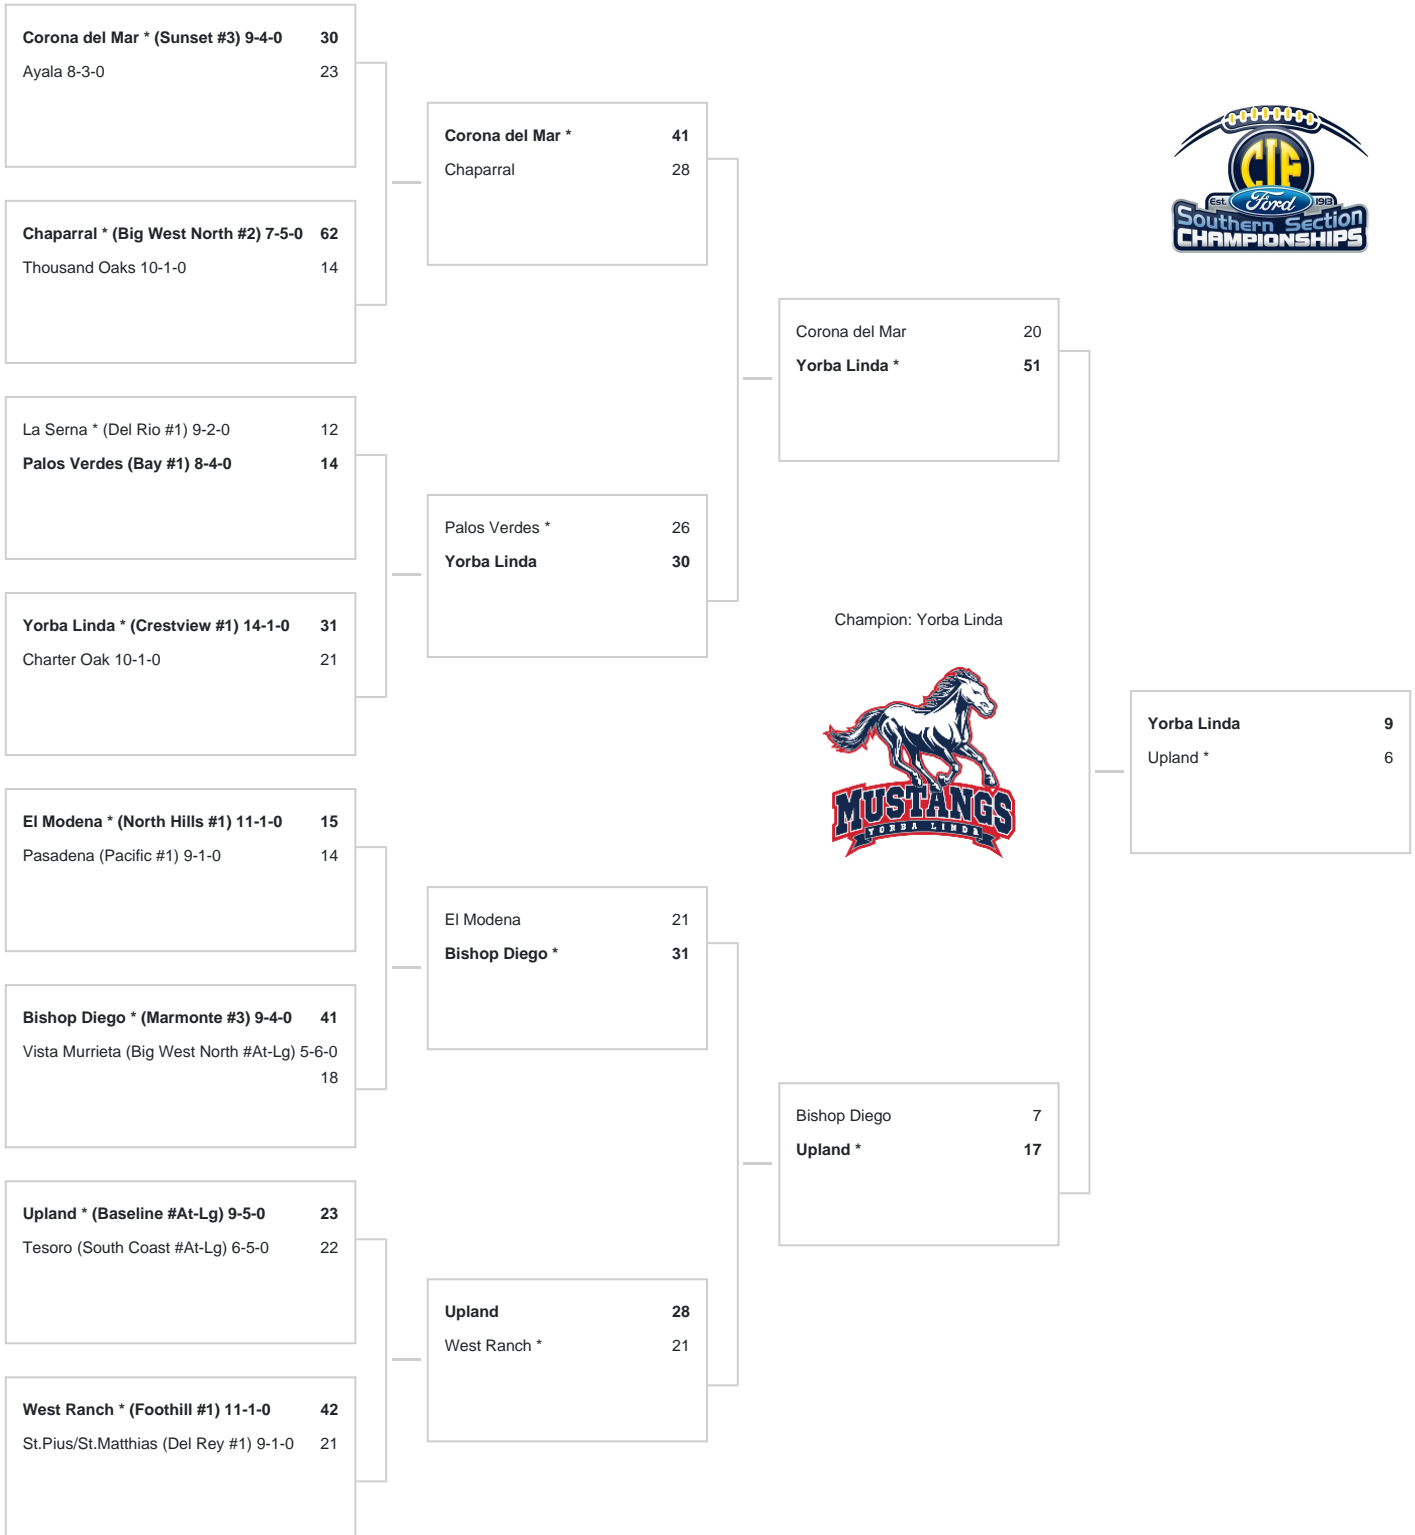 Corona del Mar * (Sunset #3) 9-4-0 30
Ayala 8-3-0 23
Chaparral * (Big West North #2) 7-5-0 62
Thousand Oaks 10-1-0 14
La Serna * (Del Rio #1) 9-2-0 12
Palos Verdes (Bay #1) 8-4-0 14
Yorba Linda * (Crestview #1) 14-1-0 31
Charter Oak 10-1-0 21
El Modena * (North Hills #1) 11-1-0 15
Pasadena (Pacific #1) 9-1-0 14
Bishop Diego * (Marmonte #3) 9-4-0 41
Vista Murrieta (Big West North #At-Lg) 5-6-0
18
Upland * (Baseline #At-Lg) 9-5-0 23
Tesoro (South Coast #At-Lg) 6-5-0 22
West Ranch * (Foothill #1) 11-1-0 42
St.Pius/St.Matthias (Del Rey #1) 9-1-0 21
Corona del Mar * 41
Chaparral 28
Palos Verdes * 26
Yorba Linda 30
El Modena 21
Bishop Diego * 31
Upland 28
West Ranch * 21
Corona del Mar 20
Yorba Linda * 51
Bishop Diego 7
Upland * 17
Champion: Yorba Linda
MUSTANGS
YORBA LINDA
Yorba Linda 9
Upland * 6
CIF
Est. Ford 1913
Southern Section
CHAMPIONSHIPS